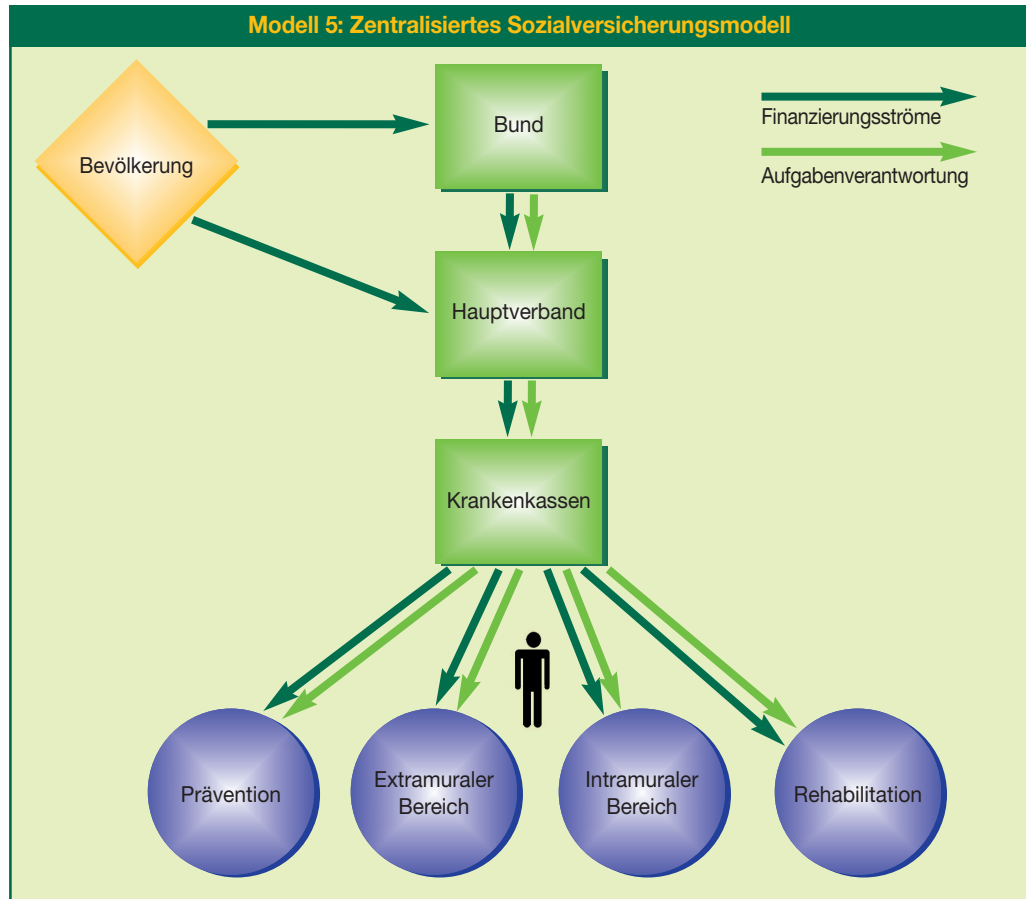 Modell 5: Zentralisiertes Sozialversicherungsmodell
Bund
Finanzierungsströme
Bevölkerung
Aufgabenverantwortung
Hauptverband
Krankenkassen
Prävention
Extramuraler
Bereich
Intramuraler
Bereich
Rehabilitation